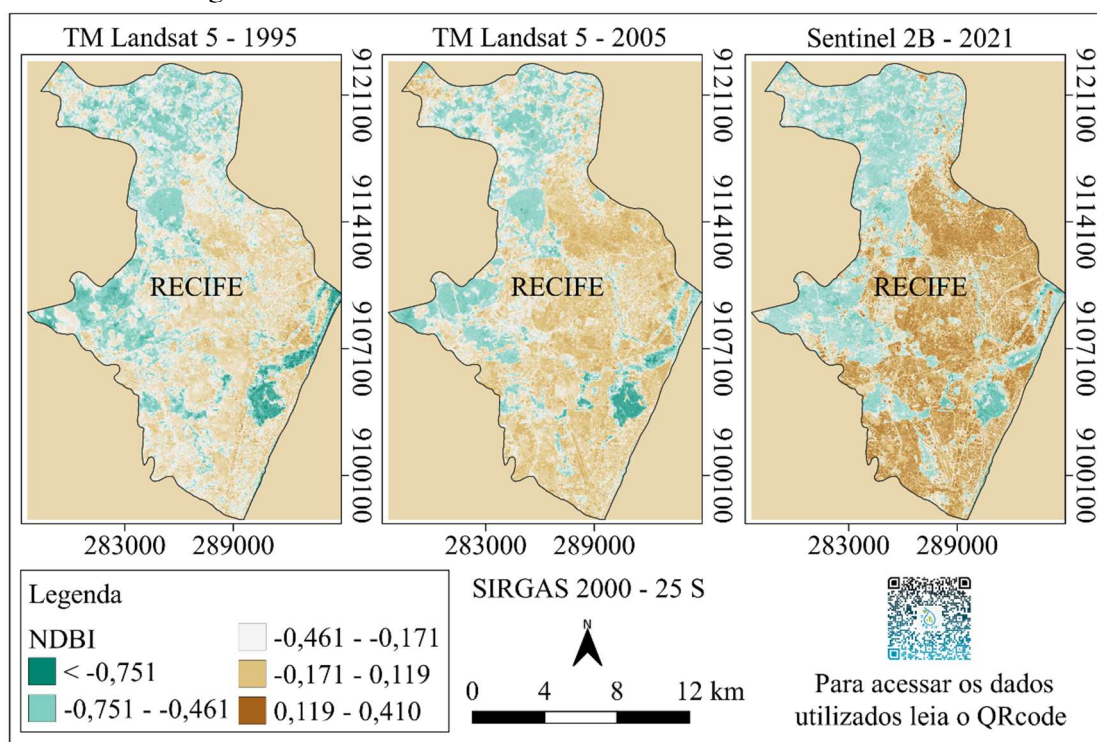 TM Landsat 5 - 1995
TM Landsat 5 - 2005
Sentinel 2B - 2021
RECIFE
RECIFE
RECIFE
9121100
9114100
9107100
9100100
9121100
9114100
9107100
9100100
9121100
9114100
9107100
9100100
283000 289000
283000 289000
283000 289000
Legenda
NDBI
< -0,751
-0,751 - -0,461
-0,461 - -0,171
-0,171 - 0,119
0,119 - 0,410
SIRGAS 2000 - 25 S
N
0 4 8 12 km
Para acessar os dados
utilizados leia o QRcode